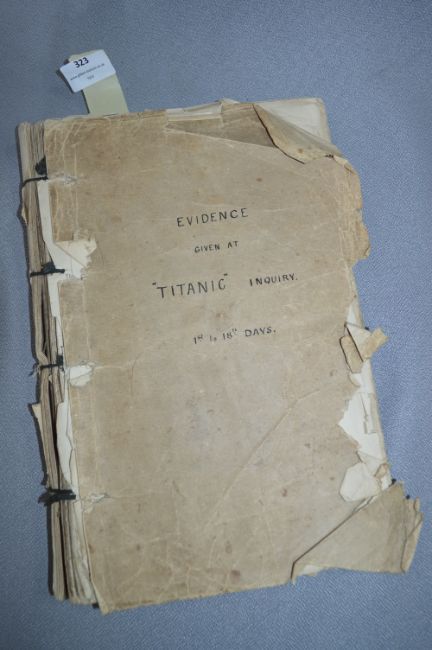 323
EVIDENCE
GIVEN AT
"TITANIC" INQUIRY.
1st to 18th DAYS.